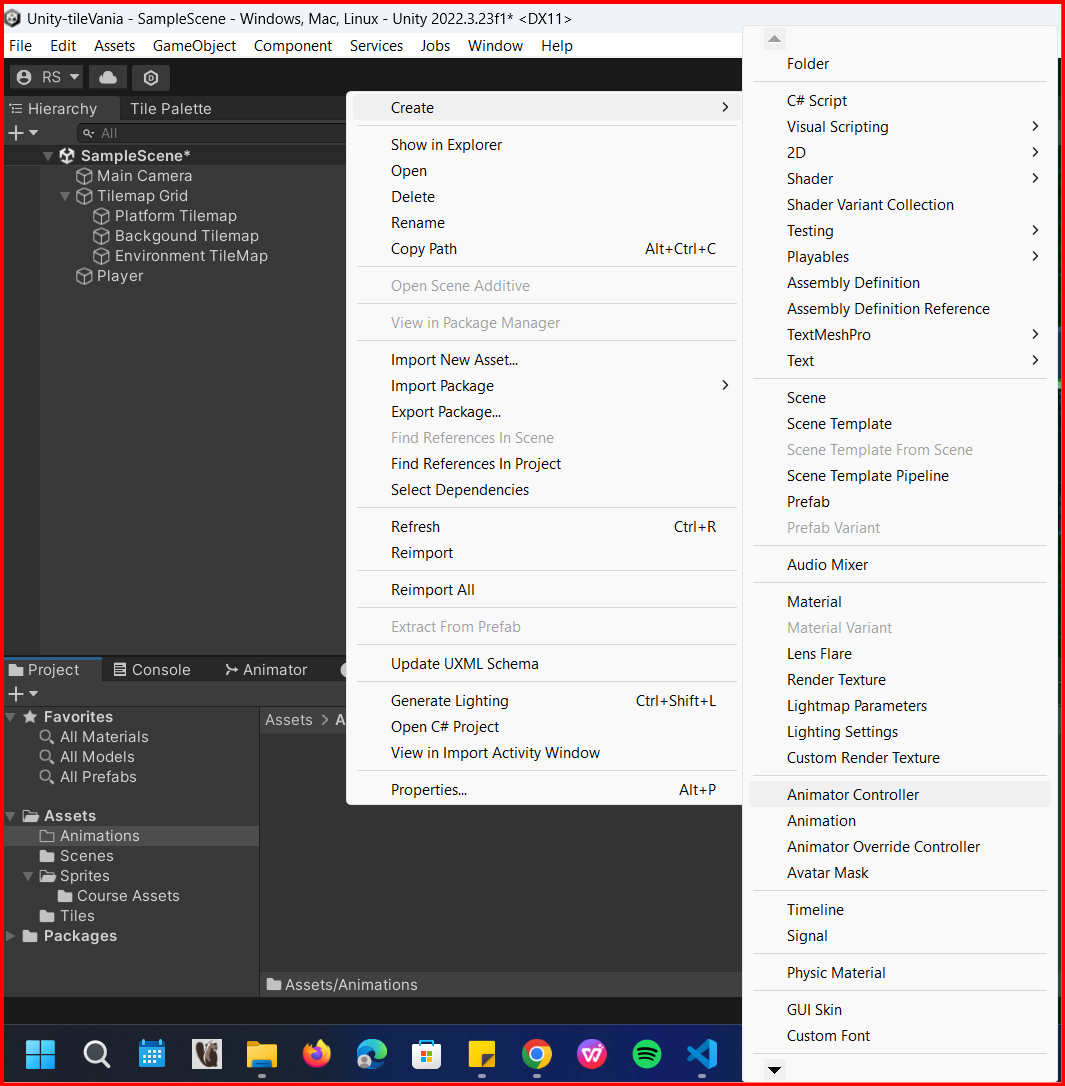 Unity-tileVania - SampleScene - Windows, Mac, Linux - Unity 2022.3.23f1* <DX11>
File Edit Assets GameObject Component Services Jobs Window Help
RS
Hierarchy Tile Palette
All
SampleScene*
Main Camera
Tilemap Grid
Platform Tilemap
Backgound Tilemap
Environment TileMap
Player
Create
Show in Explorer
Open
Delete
Rename
Copy Path Alt+Ctrl+C
Open Scene Additive
View in Package Manager
Import New Asset...
Import Package
Export Package...
Find References In Scene
Find References In Project
Select Dependencies
Refresh Ctrl+R
Reimport
Reimport All
Extract From Prefab
Update UXML Schema
Generate Lighting Ctrl+Shift+L
Open C# Project
View in Import Activity Window
Properties... Alt+P
Folder
C# Script
Visual Scripting
2D
Shader
Shader Variant Collection
Testing
Playables
Assembly Definition
Assembly Definition Reference
TextMeshPro
Text
Scene
Scene Template
Scene Template From Scene
Scene Template Pipeline
Prefab
Prefab Variant
Audio Mixer
Material
Material Variant
Lens Flare
Render Texture
Lightmap Parameters
Lighting Settings
Custom Render Texture
Animator Controller
Animation
Animator Override Controller
Avatar Mask
Timeline
Signal
Physic Material
GUI Skin
Custom Font
Project Console Animator
Favorites
All Materials
All Models
All Prefabs
Assets
Animations
Scenes
Sprites
Course Assets
Tiles
Packages
Assets > A
Assets/Animations